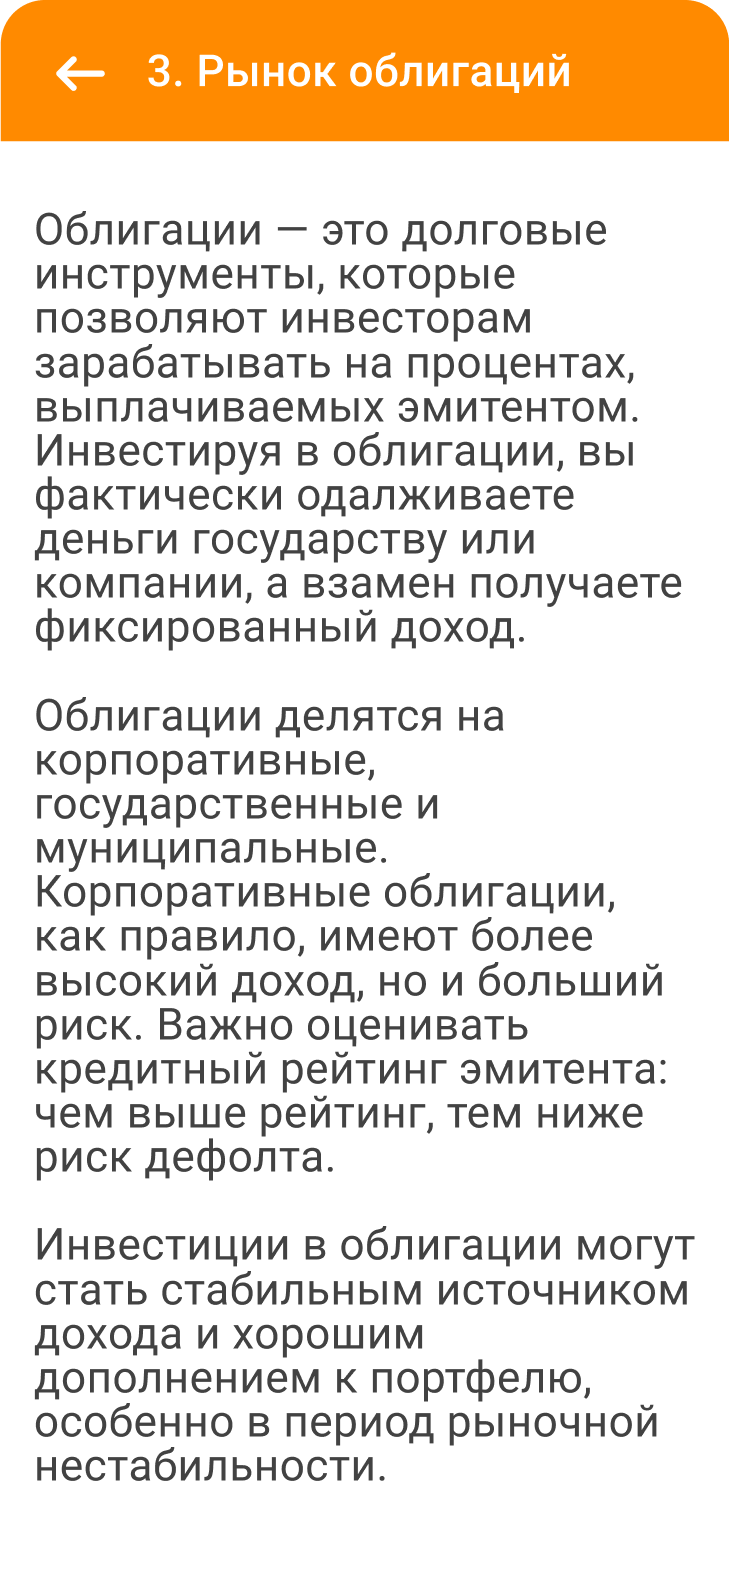 3. Рынок облигаций
Облигации — это долговые
инструменты, которые
позволяют инвесторам
зарабатывать на процентах,
выплачиваемых эмитентом.
Инвестируя в облигации, вы
фактически одалживаете
деньги государству или
компании, а взамен получаете
фиксированный доход.
Облигации делятся на
корпоративные,
государственные и
муниципальные.
Корпоративные облигации,
как правило, имеют более
высокий доход, но и больший
риск. Важно оценивать
кредитный рейтинг эмитента:
чем выше рейтинг, тем ниже
риск дефолта.
Инвестиции в облигации могут
стать стабильным источником
дохода и хорошим
дополнением к портфелю,
особенно в период рыночной
нестабильности.